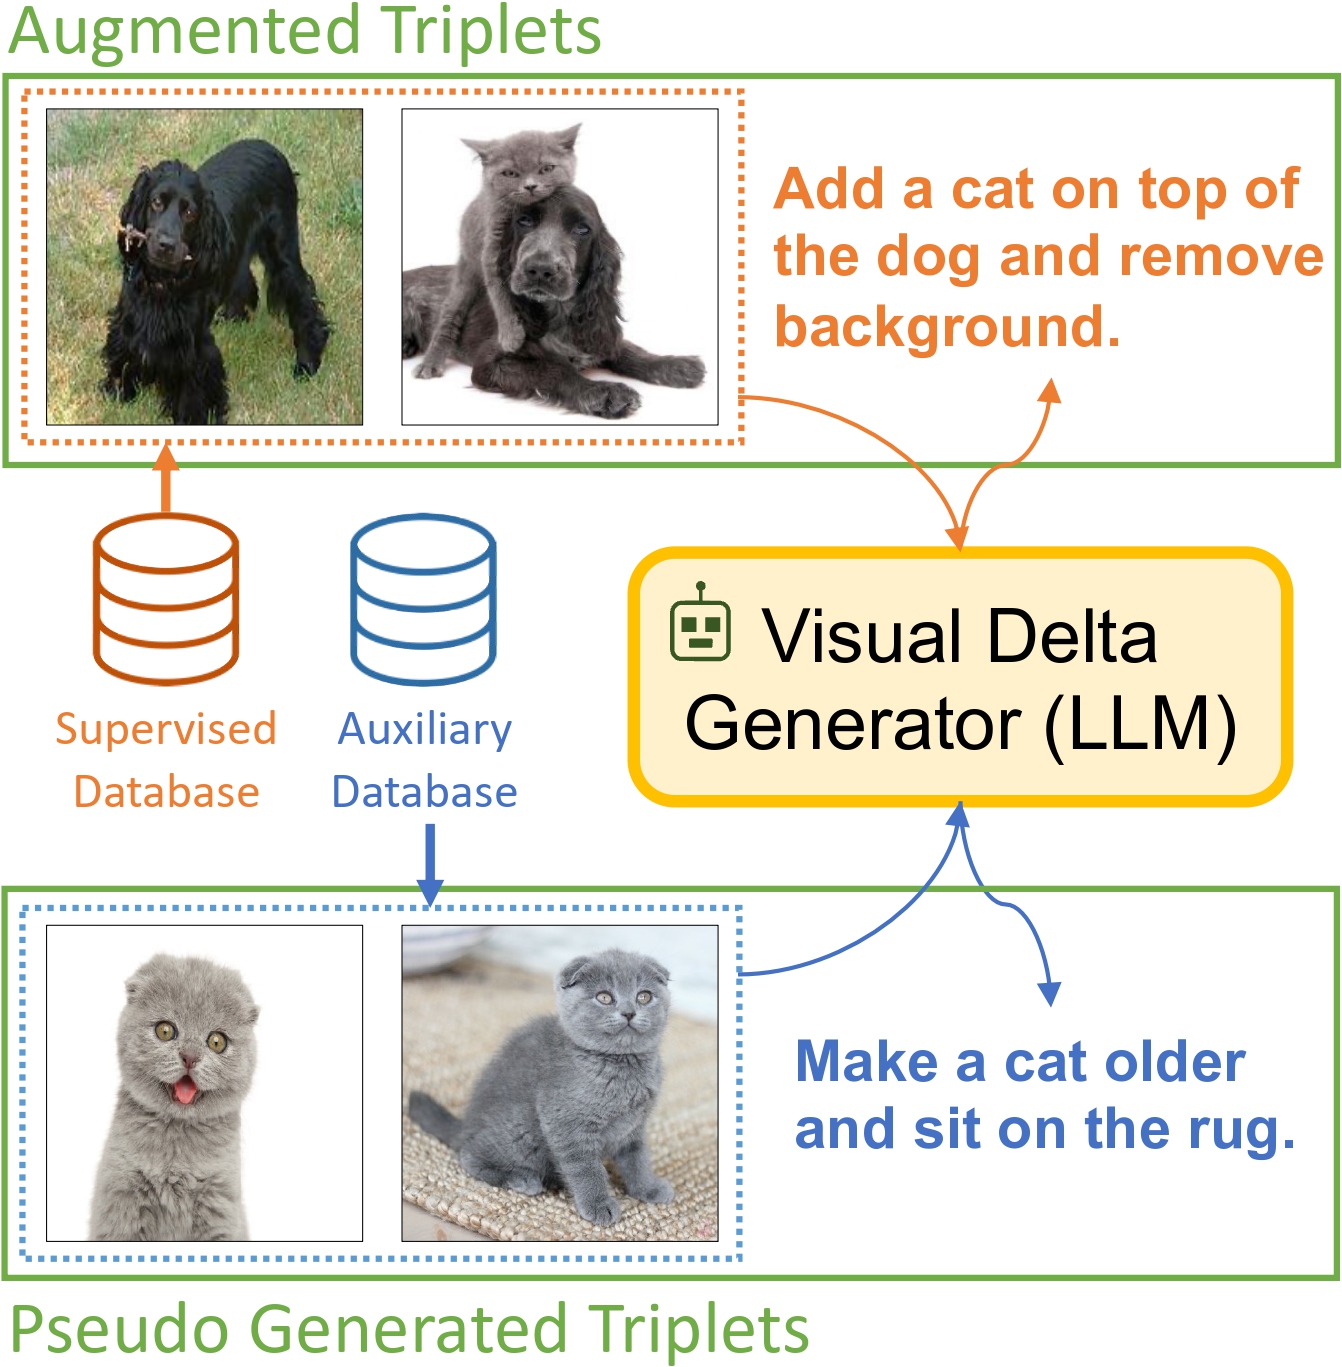 Augmented Triplets
Add a cat on top of
the dog and remove
background.
Supervised
Database
Auxiliary
Database
Visual Delta
Generator (LLM)
Make a cat older
and sit on the rug.
Pseudo Generated Triplets